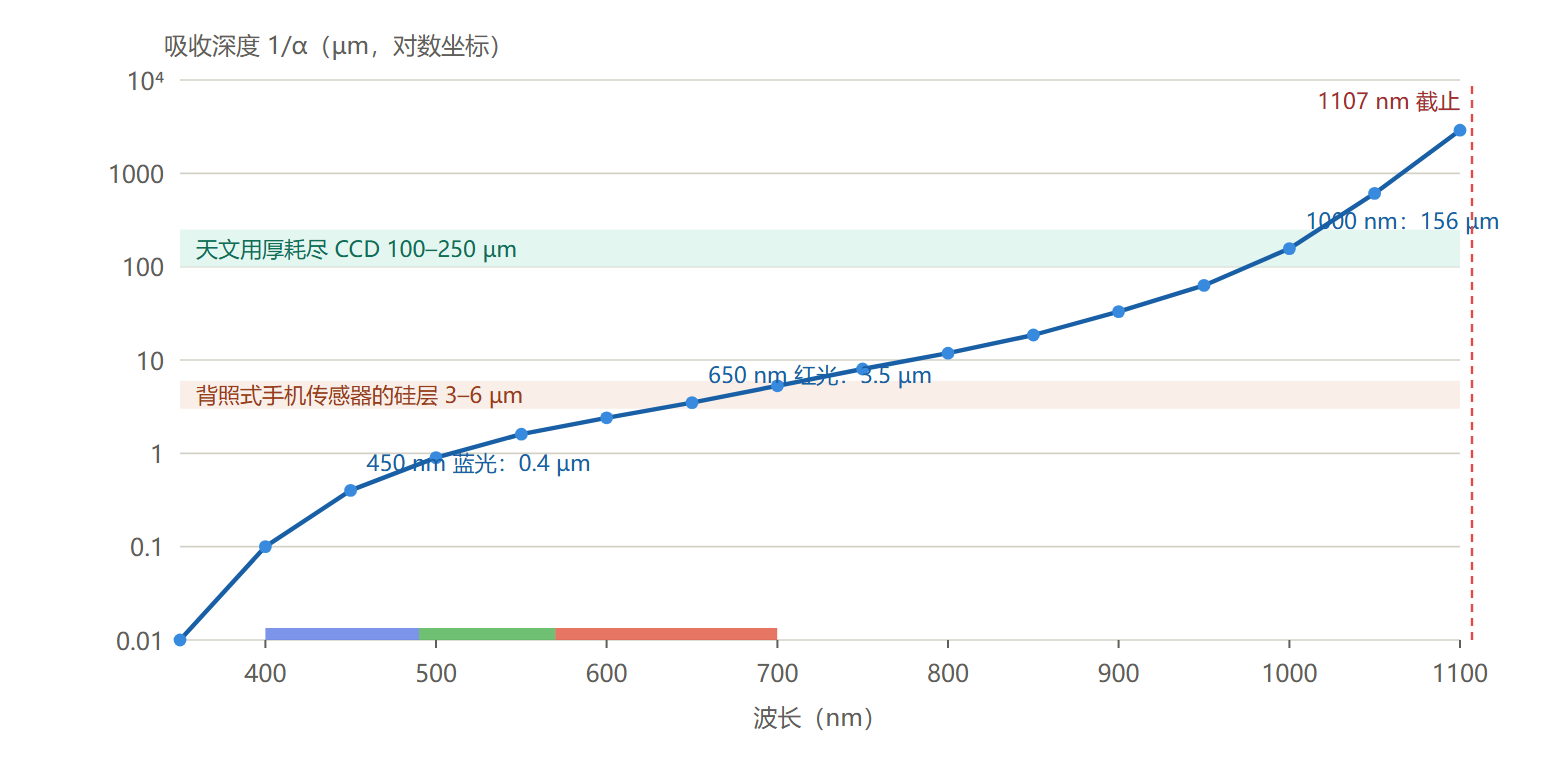 吸收深度 1/α（μm，对数坐标）
10⁴
1107 nm 截止
1000
1000 nm：156 μm
天文用厚耗尽 CCD 100–250 μm
100
10
650 nm 红光：3.5 μm
背照式手机传感器的硅层 3–6 μm
1
450 nm 蓝光：0.4 μm
0.1
0.01
400 500 600 700 800 900 1000 1100
波长（nm）